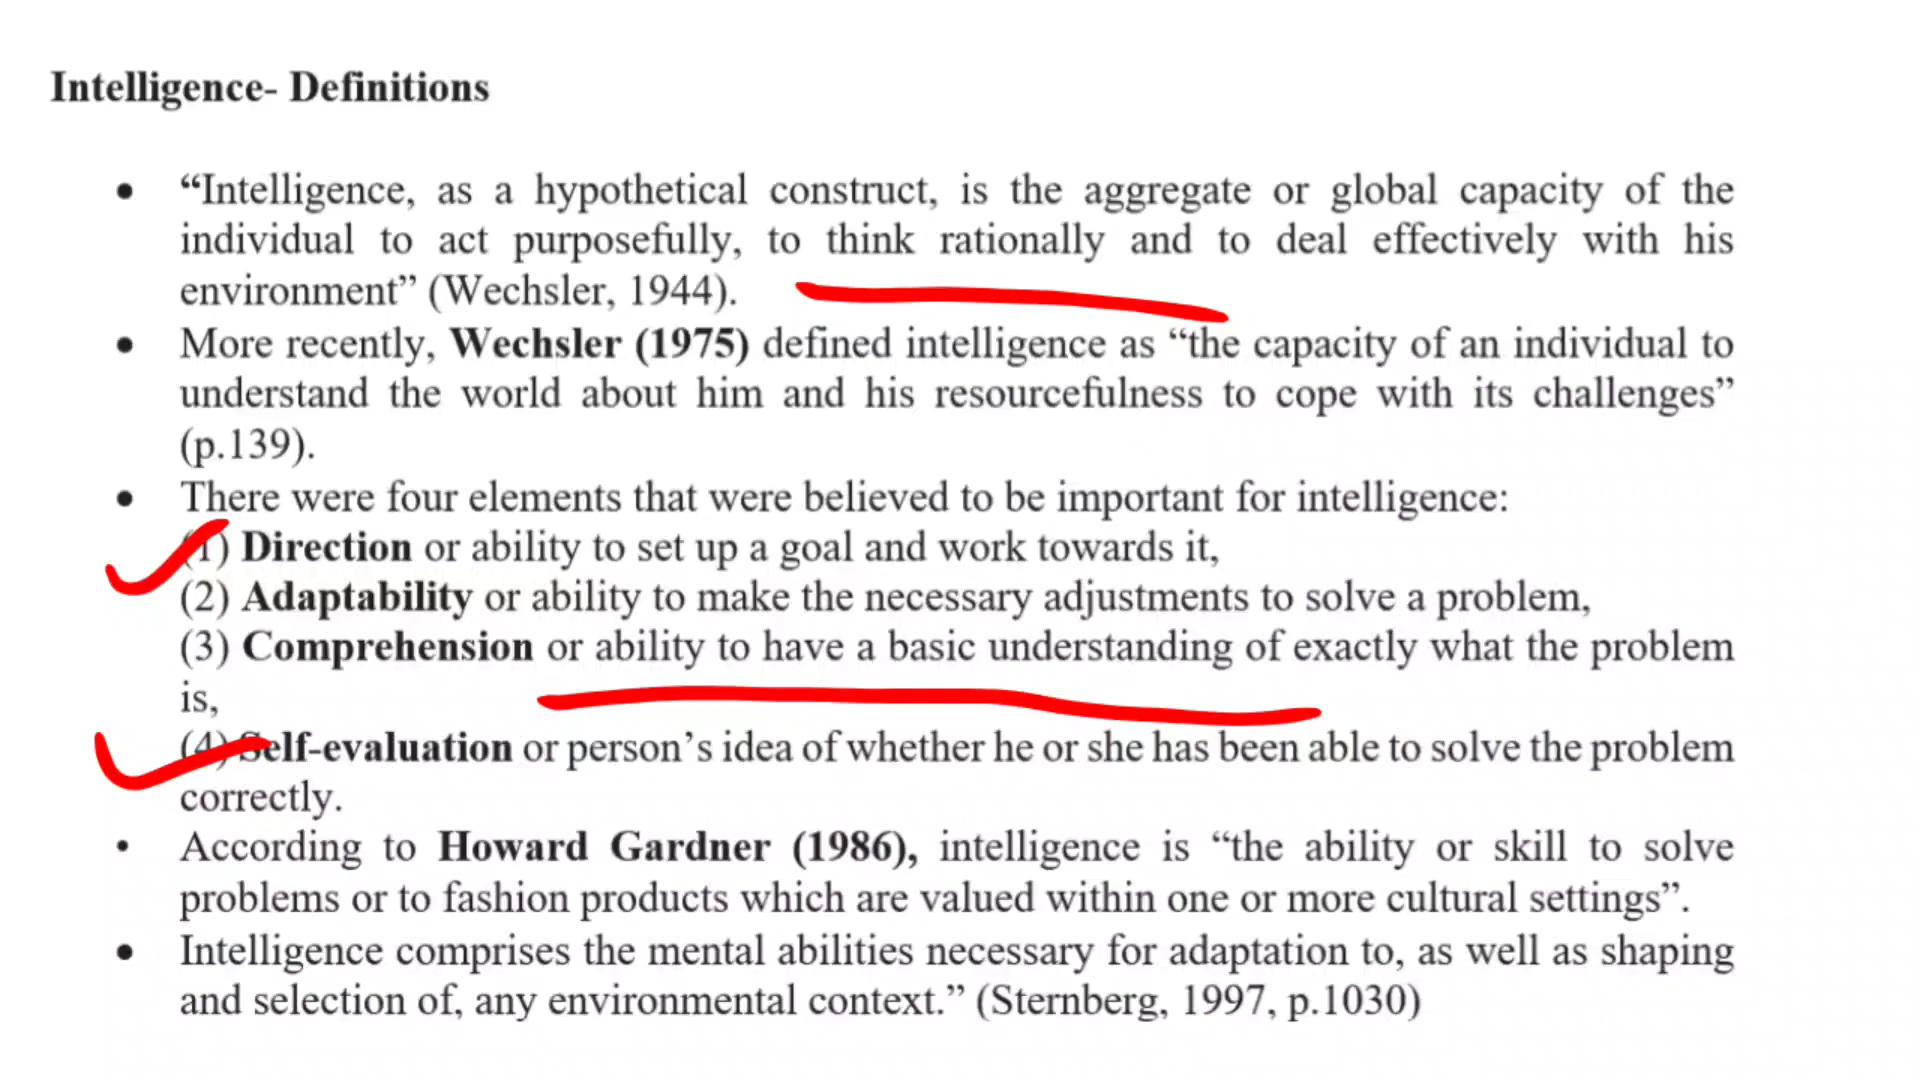 Intelligence- Definitions
• “Intelligence, as a hypothetical construct, is the aggregate or global capacity of the
individual to act purposefully, to think rationally and to deal effectively with his
environment” (Wechsler, 1944).
• More recently, Wechsler (1975) defined intelligence as “the capacity of an individual to
understand the world about him and his resourcefulness to cope with its challenges”
(p.139).
• There were four elements that were believed to be important for intelligence:
(1) Direction or ability to set up a goal and work towards it,
(2) Adaptability or ability to make the necessary adjustments to solve a problem,
(3) Comprehension or ability to have a basic understanding of exactly what the problem
is,
(4) Self-evaluation or person’s idea of whether he or she has been able to solve the problem
correctly.
• According to Howard Gardner (1986), intelligence is “the ability or skill to solve
problems or to fashion products which are valued within one or more cultural settings”.
• Intelligence comprises the mental abilities necessary for adaptation to, as well as shaping
and selection of, any environmental context.” (Sternberg, 1997, p.1030)